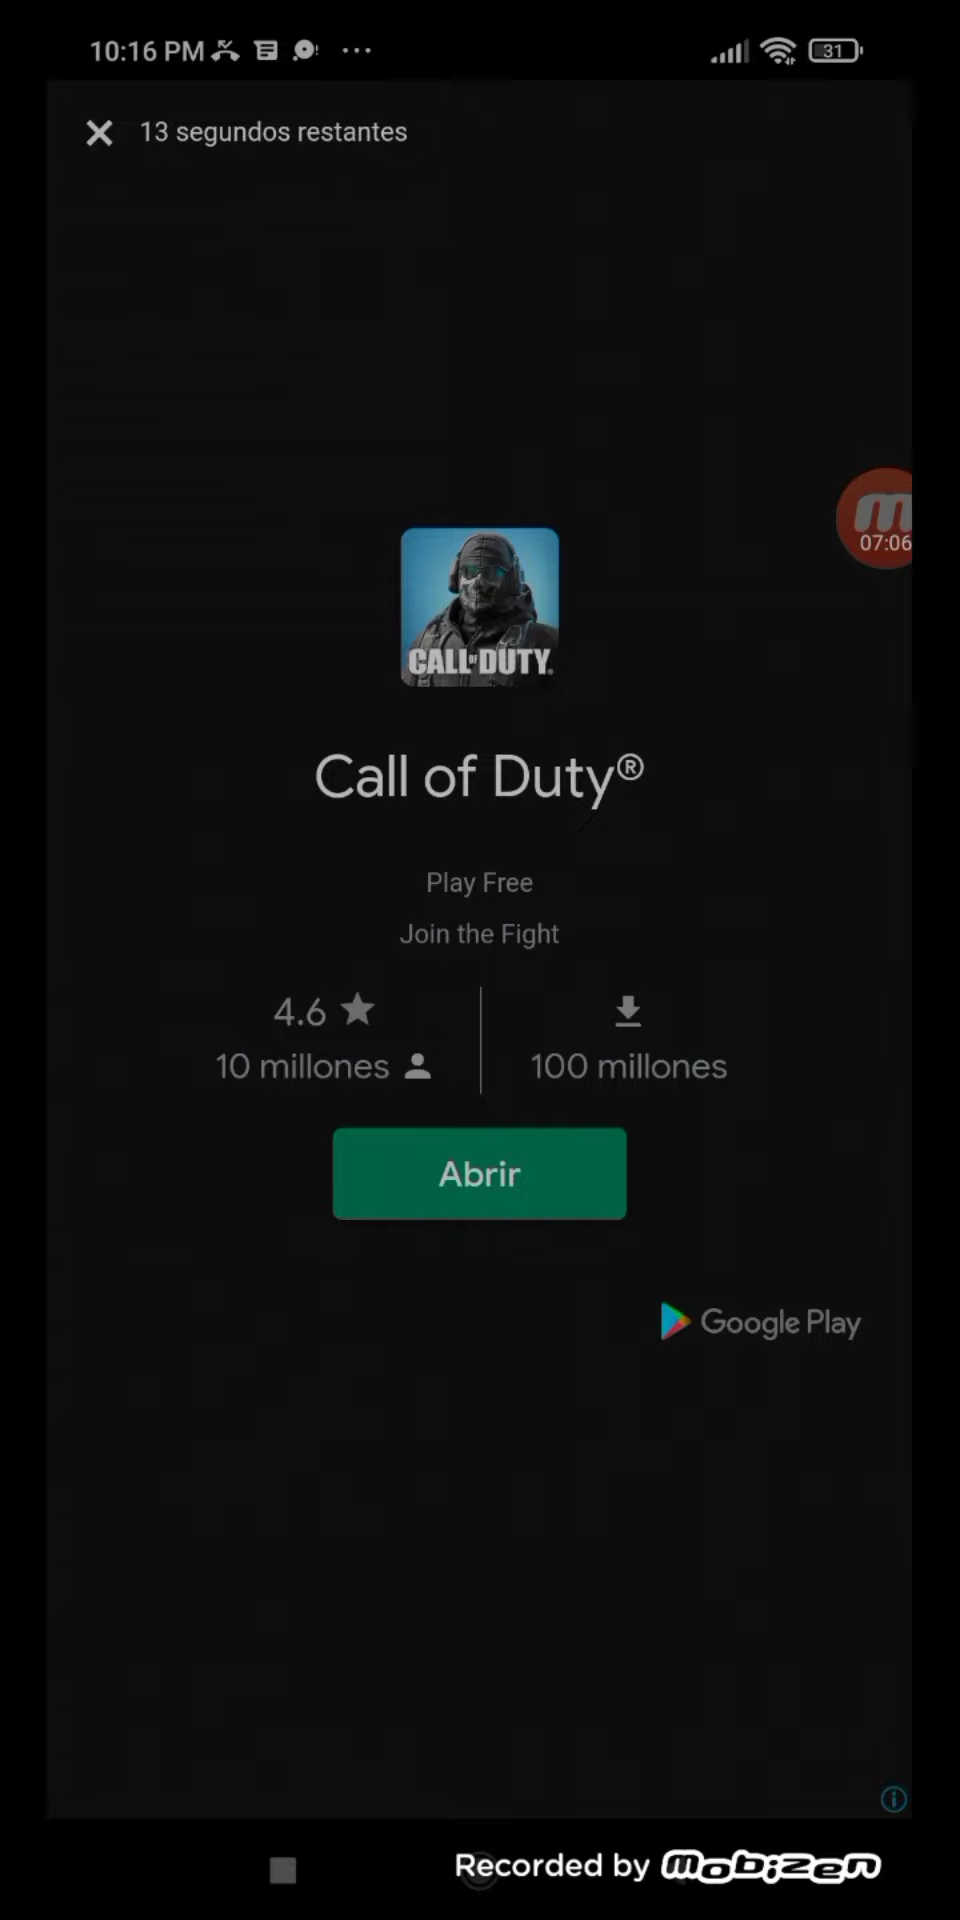 10:16 PM
31
13 segundos restantes
07:06
CALL OF DUTY®
Call of Duty®
Play Free
Join the Fight
4.6
10 millones
100 millones
Abrir
Google Play
Recorded by mobizen